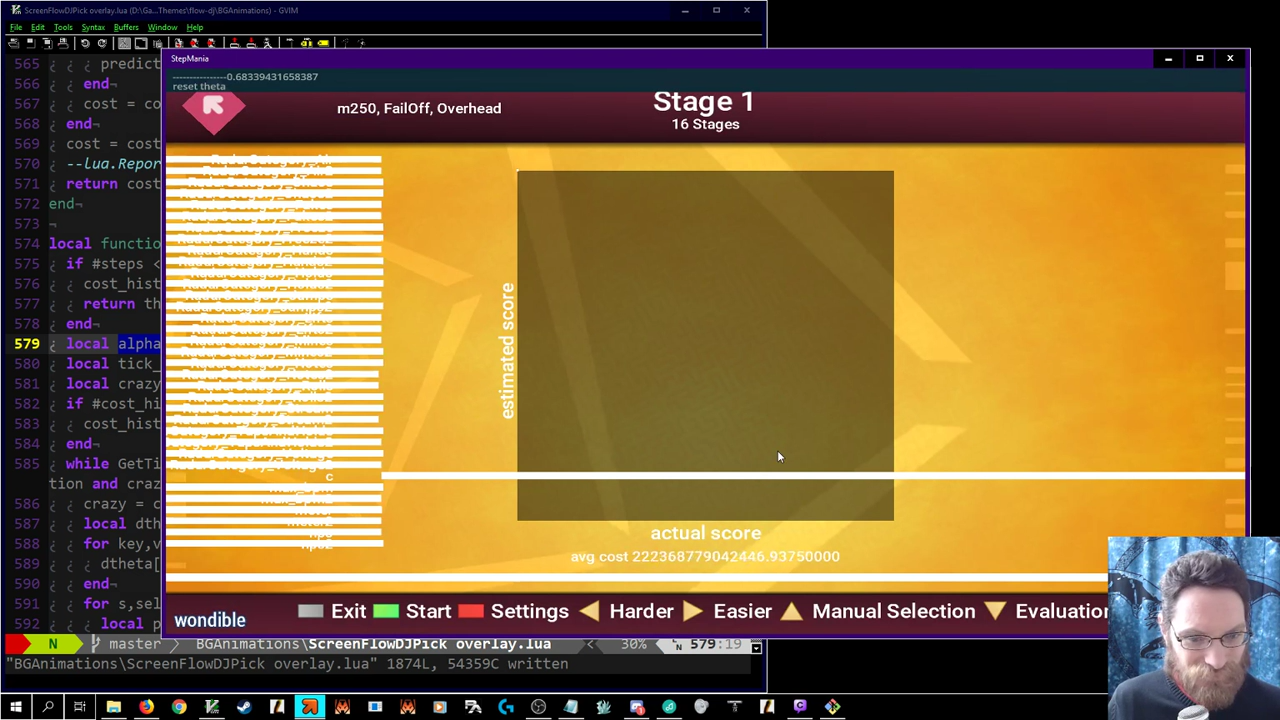 ScreenFlowDJPick overlay.lua (D:\Ga...Themes\flow-dj\BGAnimations) - GVIM
File Edit Tools Syntax Buffers Window Help
565 ¿ ¿ ¿ predict
566 ¿ ¿ end¬
567 ¿ ¿ cost = co
568 ¿ end¬
569 ¿ cost = cost
570 ¿ --lua.Repor
571 ¿ return cost
572 end¬
573 ¬
574 local functio
575 ¿ if #steps <
576 ¿ ¿ cost_hist
577 ¿ ¿ return th
578 ¿ end¬
579 ¿ local alpha
580 ¿ local tick_
581 ¿ local crazy
582 ¿ if #cost_hi
583 ¿ ¿ cost_hist
584 ¿ end¬
585 ¿ while GetTi
tion and craz
586 ¿ ¿ crazy = c
587 ¿ ¿ local dth
588 ¿ ¿ for key,v
589 ¿ ¿ ¿ dtheta[
590 ¿ ¿ end¬
591 ¿ ¿ for s,sel
592 ¿ ¿ ¿ local p
N master BGAnimations\ScreenFlowDJPick overlay.lua 30% 579:19
"BGAnimations\ScreenFlowDJPick overlay.lua" 1874L, 54359C written
StepMania
---------------0.68339431658387
reset theta
m250, FailOff, Overhead
Stage 1
16 Stages
c
estimated score
actual score
avg cost 222368779042446.93750000
wondible
Exit Start Settings Harder Easier Manual Selection Evaluation